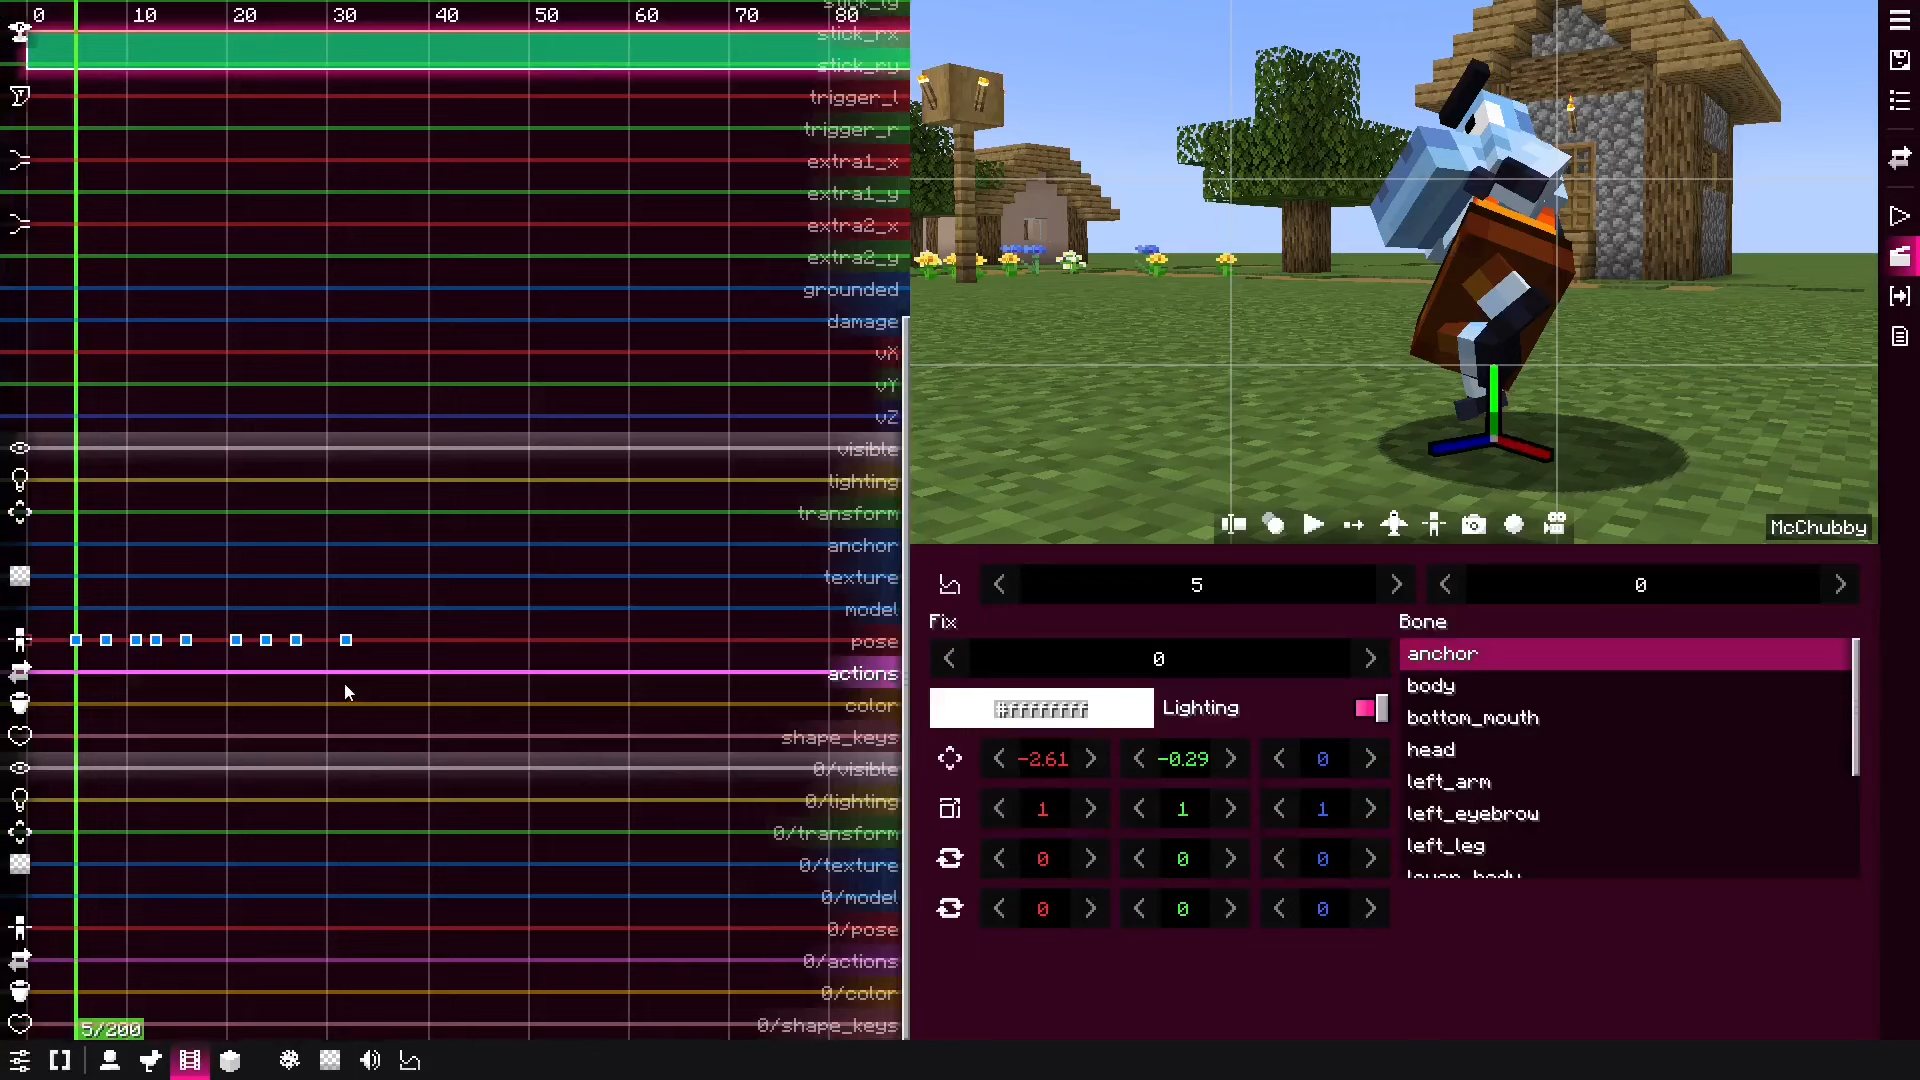 0 10 20 30 40 50 60 70 80
stick_rx
stick_ry
trigger_l
trigger_r
extra1_x
extra1_y
extra2_x
extra2_y
grounded
damage
vX
vY
vZ
visible
lighting
transform
anchor
texture
model
pose
actions
color
shape_keys
0/visible
0/lighting
0/transform
0/texture
0/model
0/pose
0/actions
0/color
0/shape_keys
5/200
McChubby
5 0
Fix
0
#ffffffff Lighting
-2.61 -0.29 0
1 1 1
0 0 0
0 0 0
Bone
anchor
body
bottom_mouth
head
left_arm
left_eyebrow
left_leg